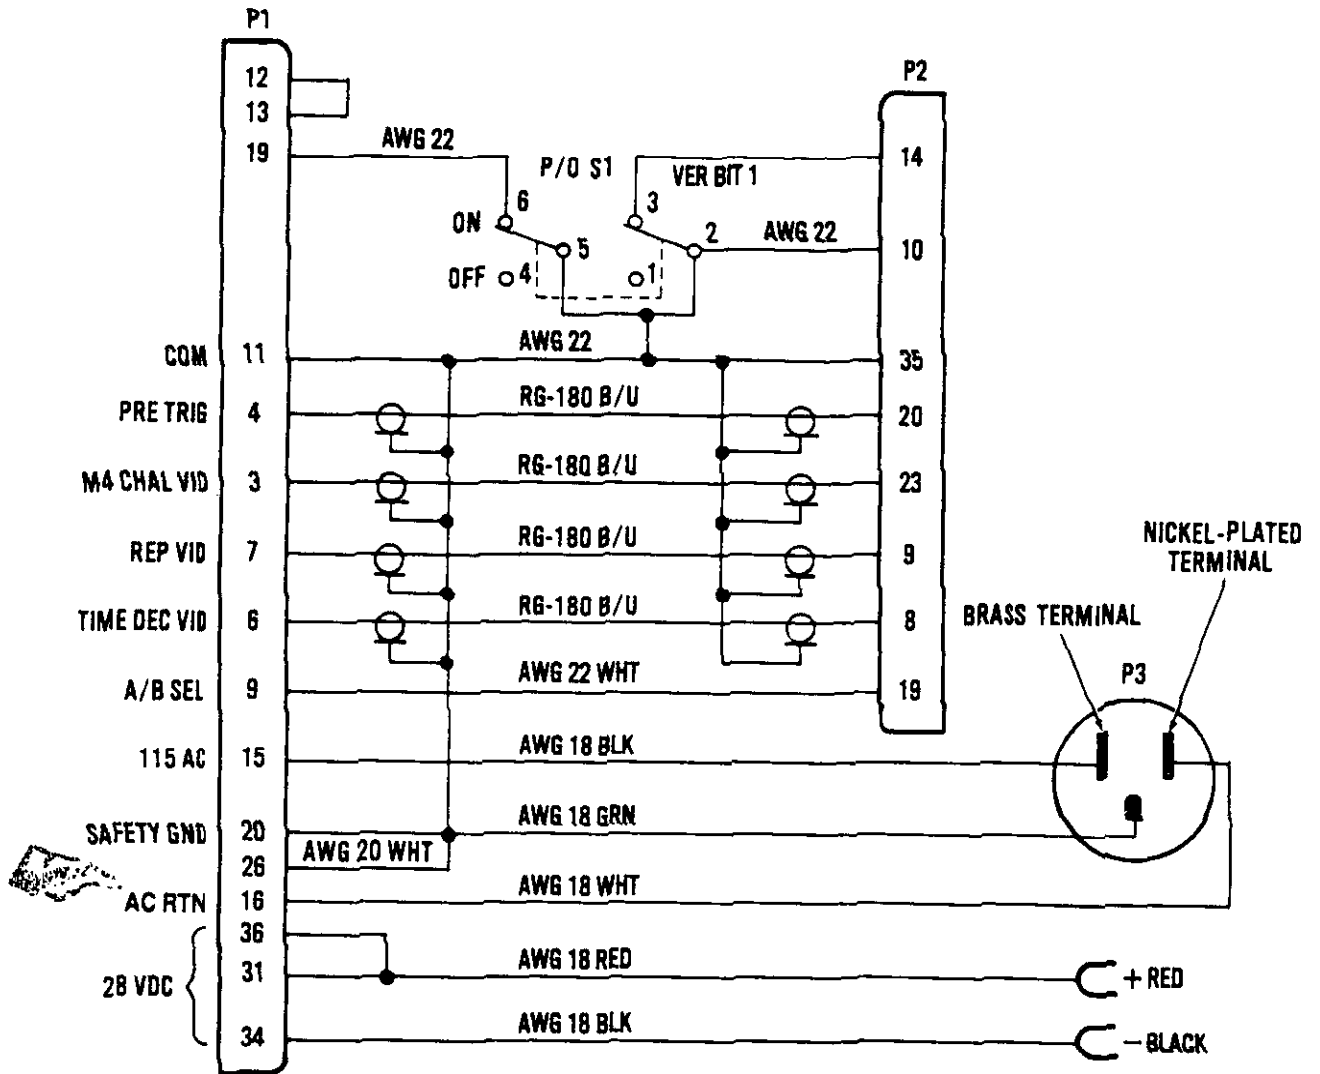 P1
P2
12
13
19
AWG 22
P/O S1
VER BIT 1
14
6
3
ON
5
2
AWG 22
10
OFF
4
1
COM
11
AWG 22
35
PRE TRIG
4
RG-180 B/U
20
M4 CHAL VID
3
RG-180 B/U
23
REP VID
7
RG-180 B/U
9
TIME DEC VID
6
RG-180 B/U
8
A/B SEL
9
AWG 22 WHT
19
NICKEL-PLATED
TERMINAL
BRASS TERMINAL
P3
115 AC
15
AWG 18 BLK
SAFETY GND
20
AWG 18 GRN
26
AWG 20 WHT
AC RTN
16
AWG 18 WHT
36
28 VDC
31
AWG 18 RED
+ RED
34
AWG 18 BLK
- BLACK